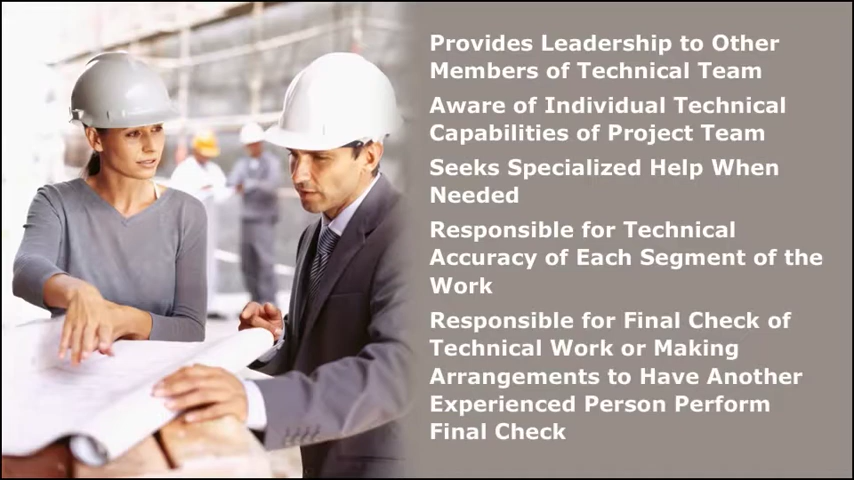 Provides Leadership to Other
Members of Technical Team
Aware of Individual Technical
Capabilities of Project Team
Seeks Specialized Help When
Needed
Responsible for Technical
Accuracy of Each Segment of the
Work
Responsible for Final Check of
Technical Work or Making
Arrangements to Have Another
Experienced Person Perform
Final Check